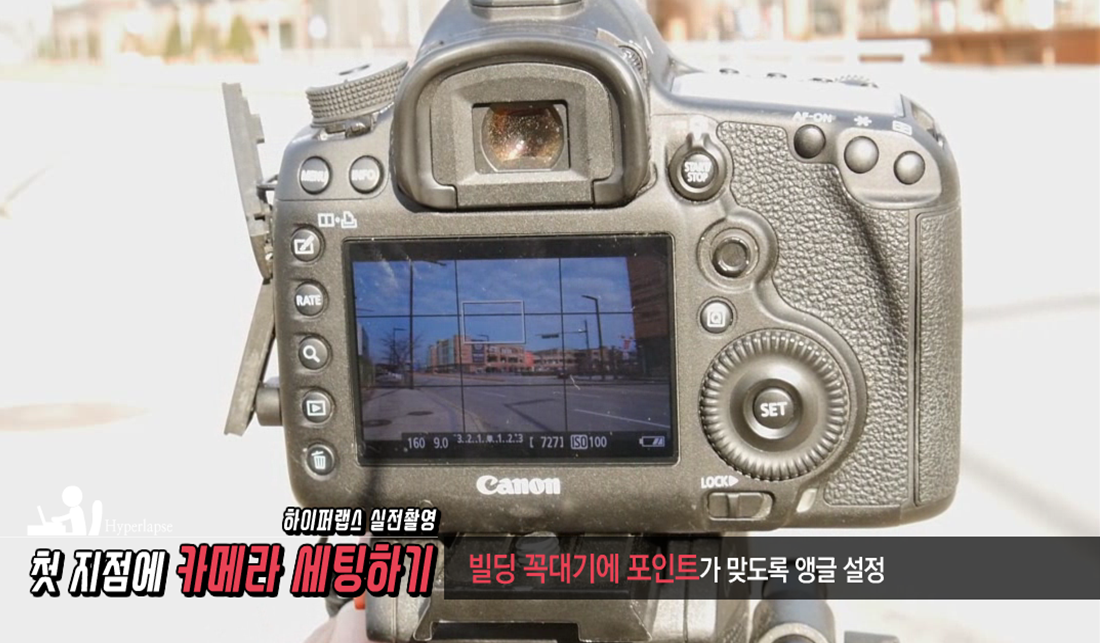 AF-ON
MENU
INFO
START
STOP
RATE
SET
160 9.0 3..2..1..■..1..2..3 [ 727] ISO100
Canon
LOCK▶
Hyperlapse
하이퍼랩스 실전촬영
첫 지점에 카메라 세팅하기
빌딩 꼭대기에 포인트가 맞도록 앵글 설정